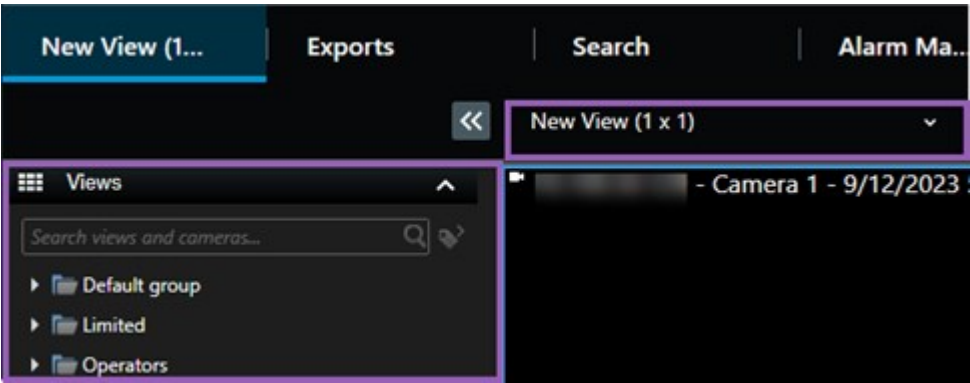 New View (1... Exports Search Alarm Ma...
New View (1 x 1)
Views
- Camera 1 - 9/12/2023
Search views and cameras...
Default group
Limited
Operators